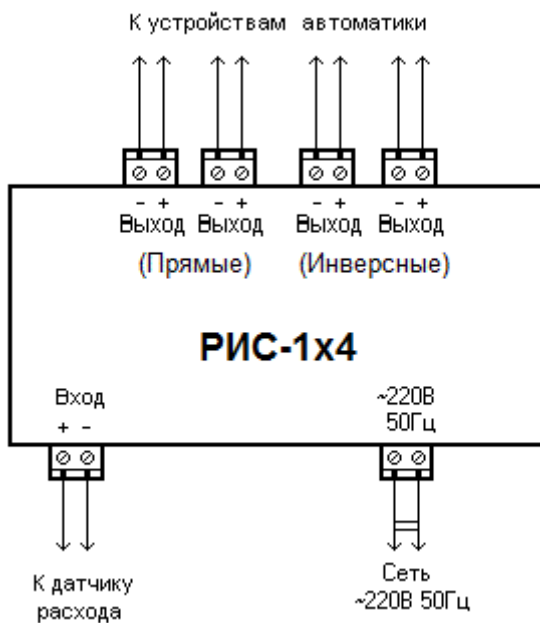 К устройствам автоматики
- + - + - + - +
Выход Выход Выход Выход
(Прямые) (Инверсные)
РИС-1х4
Вход ~220В
+ - 50Гц
К датчику Сеть
расхода ~220В 50Гц